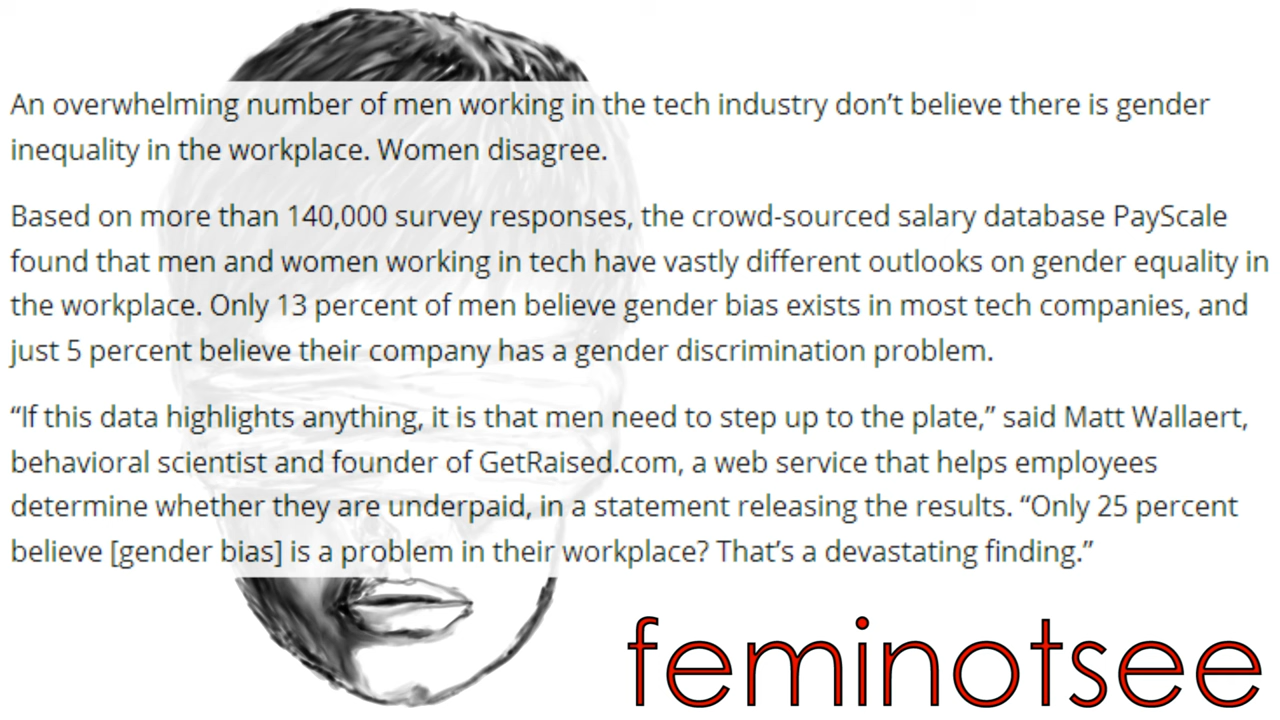 An overwhelming number of men working in the tech industry don’t believe there is gender
inequality in the workplace. Women disagree.
Based on more than 140,000 survey responses, the crowd-sourced salary database PayScale
found that men and women working in tech have vastly different outlooks on gender equality in
the workplace. Only 13 percent of men believe gender bias exists in most tech companies, and
just 5 percent believe their company has a gender discrimination problem.
“If this data highlights anything, it is that men need to step up to the plate,” said Matt Wallaert,
behavioral scientist and founder of GetRaised.com, a web service that helps employees
determine whether they are underpaid, in a statement releasing the results. “Only 25 percent
believe [gender bias] is a problem in their workplace? That’s a devastating finding.”
feminotsee